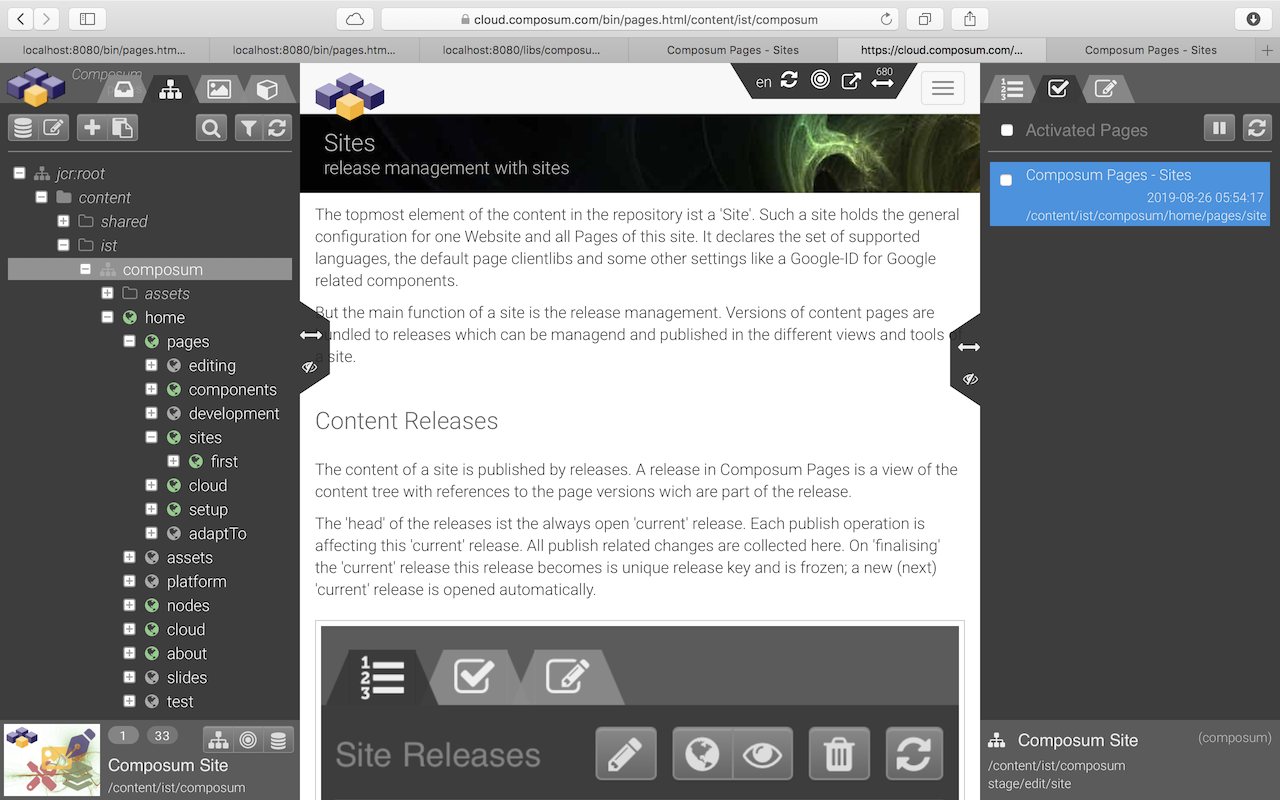 cloud.composum.com/bin/pages.html/content/ist/composum
localhost:8080/bin/pages.htm...
localhost:8080/bin/pages.htm...
localhost:8080/libs/composu...
Composum Pages - Sites
https://cloud.composum.com/...
Composum Pages - Sites
Composum
jcr:root
content
shared
ist
composum
assets
home
pages
editing
components
development
sites
first
cloud
setup
adaptTo
assets
platform
nodes
cloud
about
slides
test
1 33
Composum Site
/content/ist/composum
en 680
Sites
release management with sites
The topmost element of the content in the repository ist a 'Site'. Such a site holds the general
configuration for one Website and all Pages of this site. It declares the set of supported
languages, the default page clientlibs and some other settings like a Google-ID for Google
related components.
But the main function of a site is the release management. Versions of content pages are
bundled to releases which can be managend and published in the different views and tools of
a site.
Content Releases
The content of a site is published by releases. A release in Composum Pages is a view of the
content tree with references to the page versions wich are part of the release.
The 'head' of the releases ist the always open 'current' release. Each publish operation is
affecting this 'current' release. All publish related changes are collected here. On 'finalising'
the 'current' release this release becomes is unique release key and is frozen; a new (next)
'current' release is opened automatically.
1
2
3
Site Releases
1
2
3
Activated Pages
Composum Pages - Sites
2019-08-26 05:54:17
/content/ist/composum/home/pages/site
Composum Site (composum)
/content/ist/composum
stage/edit/site